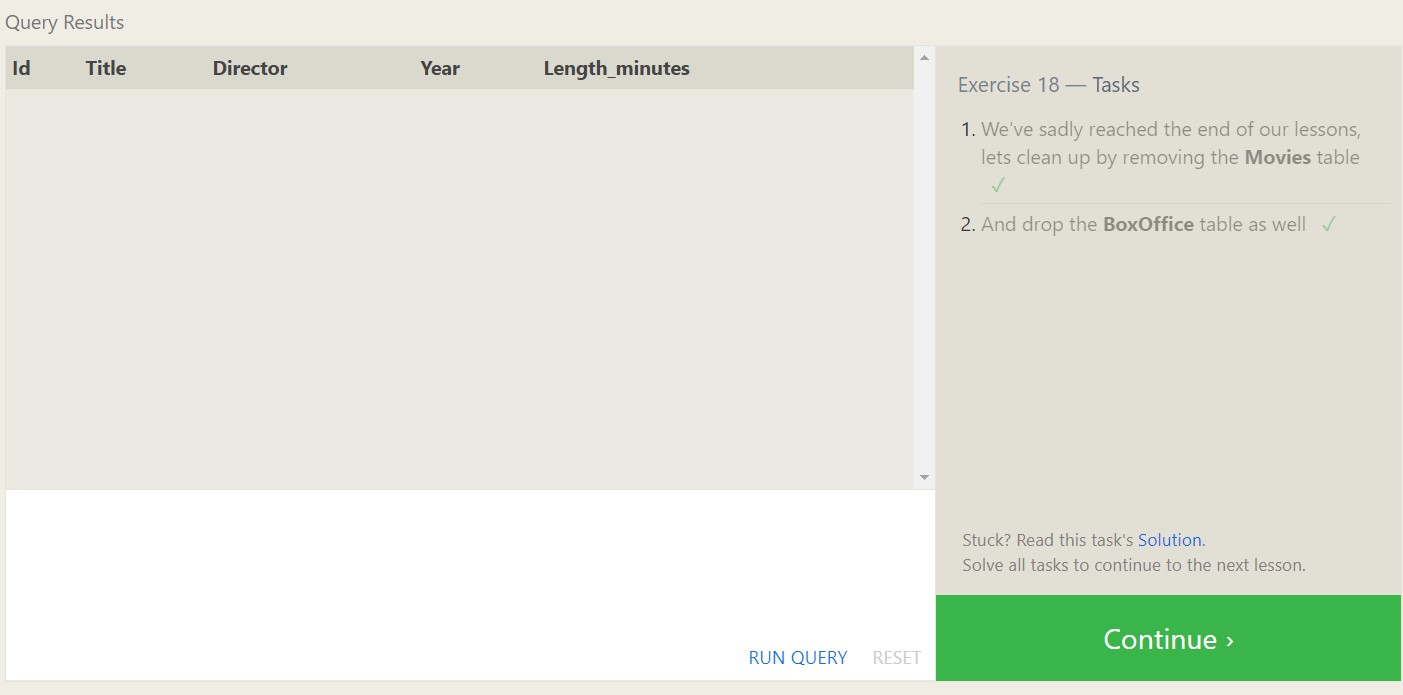 Query Results
Id Title Director Year Length_minutes
Exercise 18 — Tasks
1. We've sadly reached the end of our lessons,
lets clean up by removing the Movies table
✓
2. And drop the BoxOffice table as well ✓
Stuck? Read this task's Solution.
Solve all tasks to continue to the next lesson.
RUN QUERY RESET
Continue ›